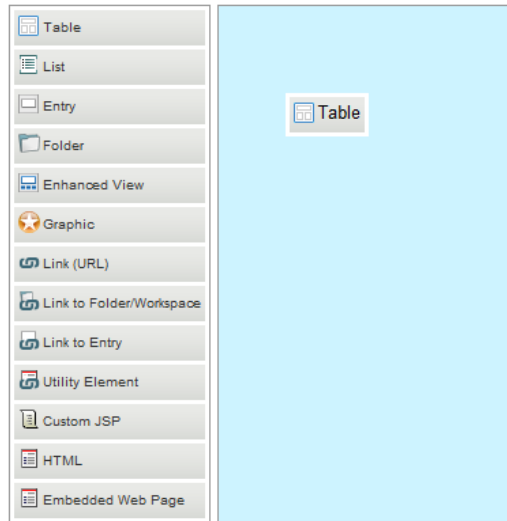 Table
List
Entry
Folder
Enhanced View
Graphic
Link (URL)
Link to Folder/Workspace
Link to Entry
Utility Element
Custom JSP
HTML
Embedded Web Page
Table